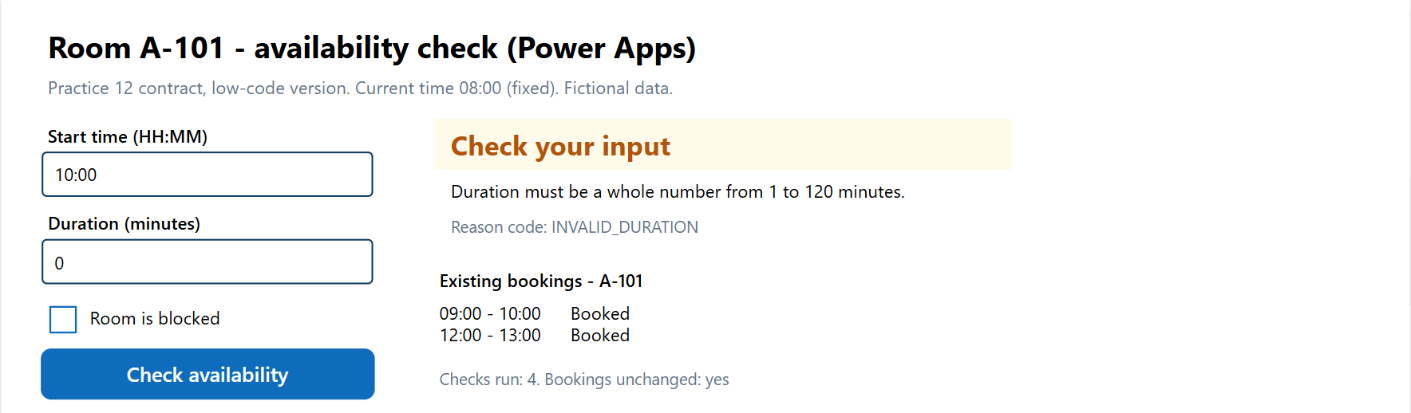 Room A-101 - availability check (Power Apps)
Practice 12 contract, low-code version. Current time 08:00 (fixed). Fictional data.
Start time (HH:MM)
10:00
Duration (minutes)
0
Room is blocked
Check availability
Check your input
Duration must be a whole number from 1 to 120 minutes.
Reason code: INVALID_DURATION
Existing bookings - A-101
09:00 - 10:00 Booked
12:00 - 13:00 Booked
Checks run: 4. Bookings unchanged: yes